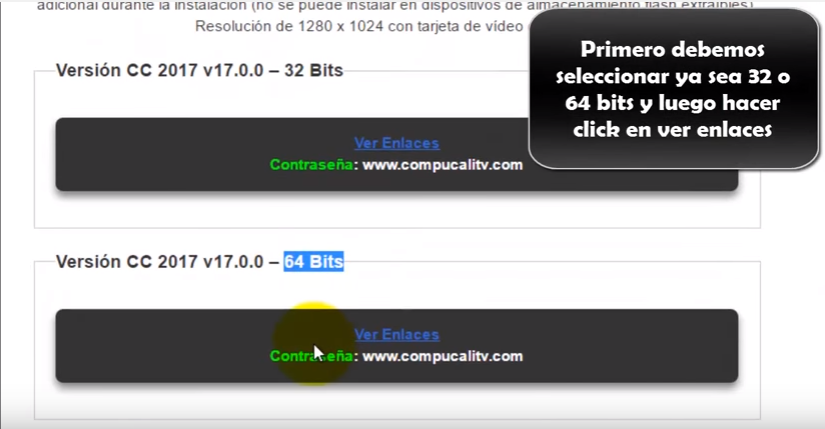 adicional durante la instalación (no se puede instalar en dispositivos de almacenamiento flash extraíbles)
Resolución de 1280 x 1024 con tarjeta de vídeo
Primero debemos
seleccionar ya sea 32 o
64 bits y luego hacer
click en ver enlaces
Versión CC 2017 v17.0.0 – 32 Bits
Ver Enlaces
Contraseña: www.compucalitv.com
Versión CC 2017 v17.0.0 – 64 Bits
Ver Enlaces
Contraseña: www.compucalitv.com